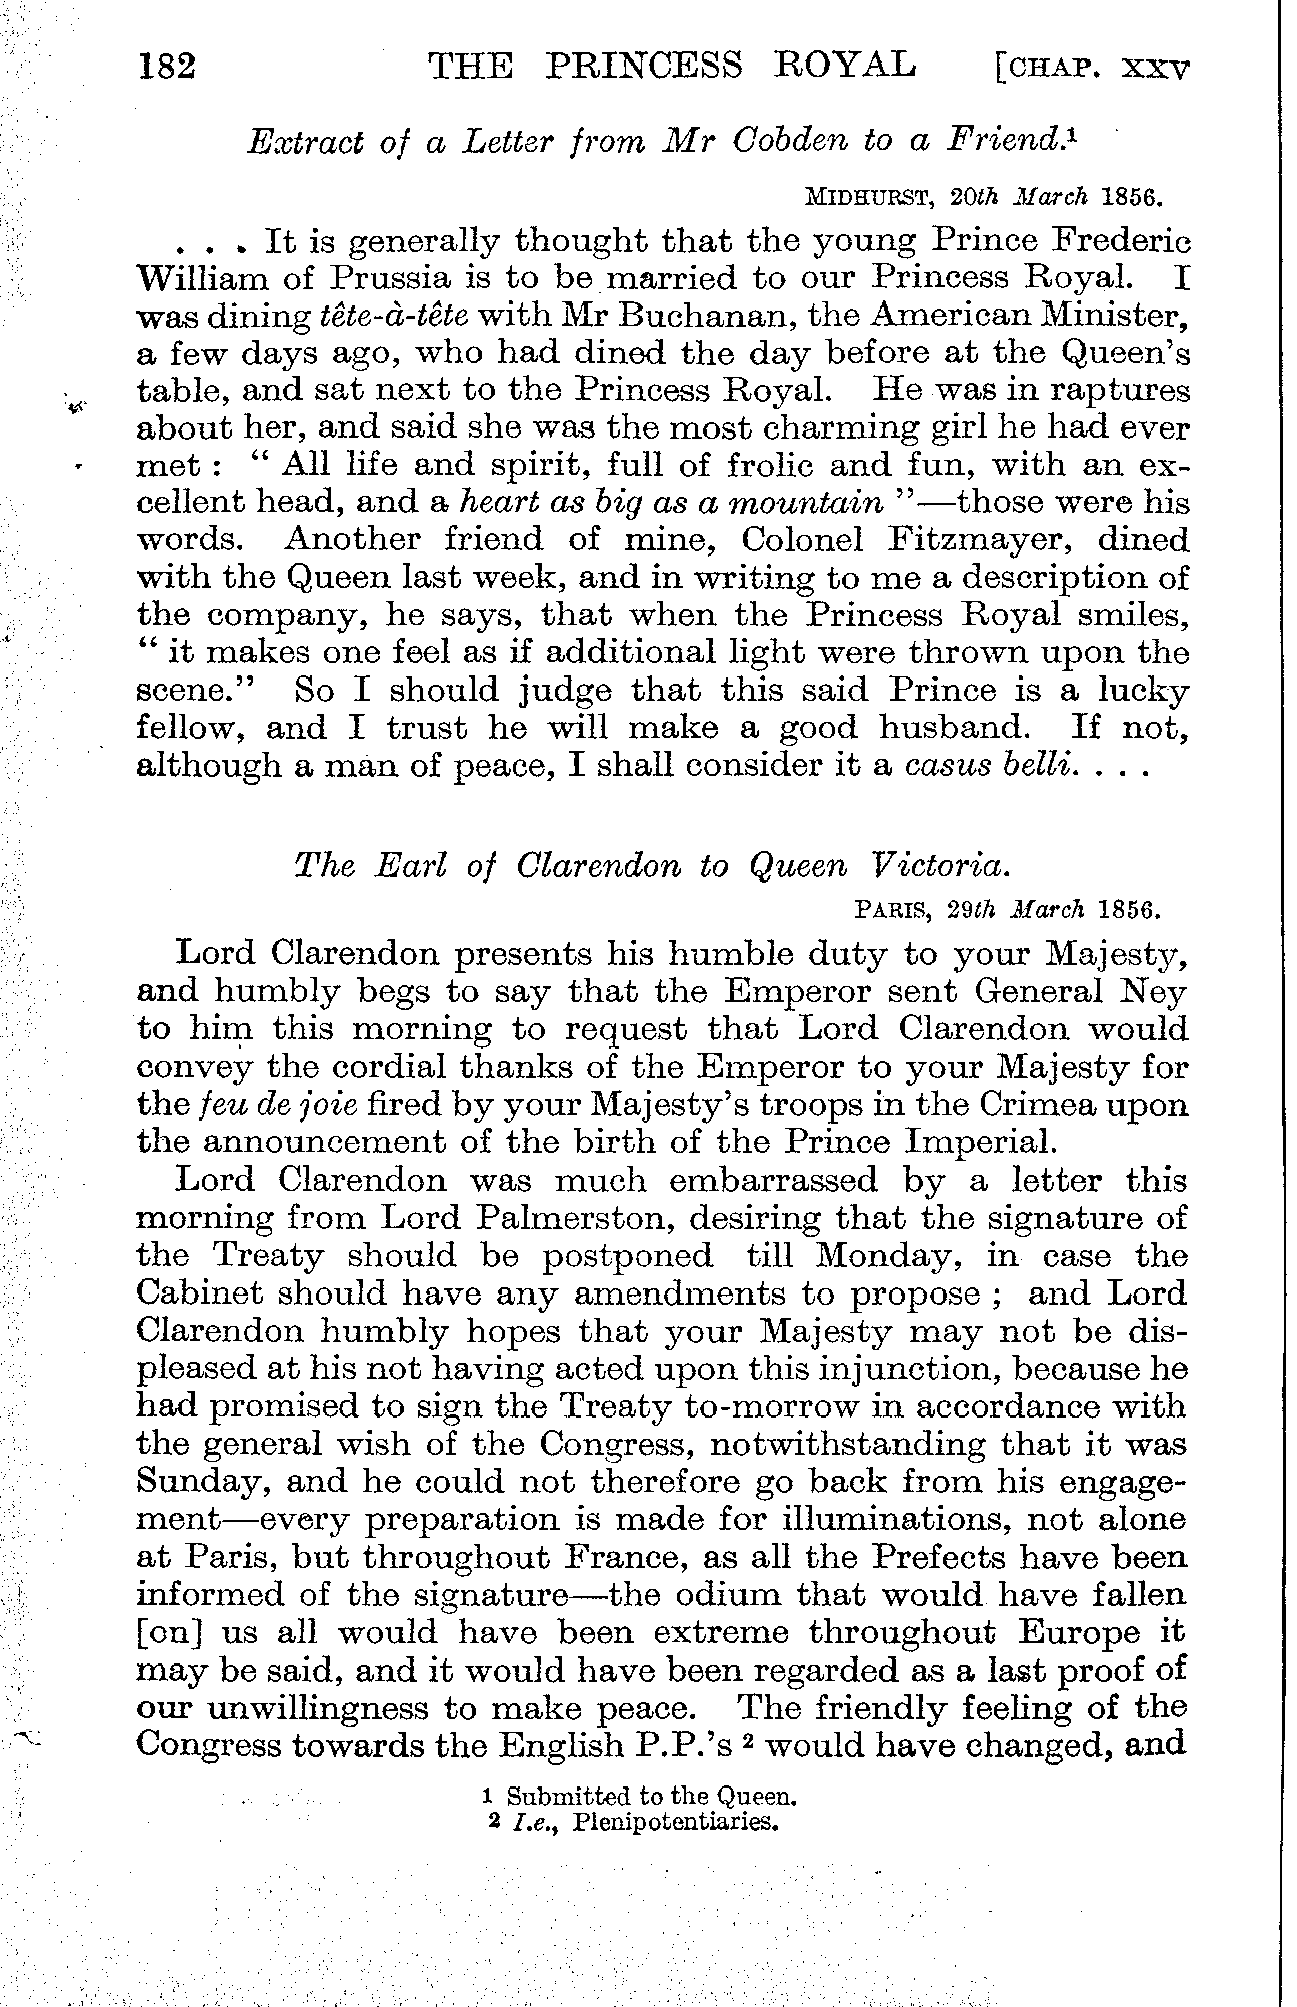 182 THE PRINCESS ROYAL [CHAP. XXV
Extract of a Letter from Mr Cobden to a Friend.¹
MIDHURST, 20th March 1856.
. . . It is generally thought that the young Prince Frederic
William of Prussia is to be married to our Princess Royal. I
was dining tête-à-tête with Mr Buchanan, the American Minister,
a few days ago, who had dined the day before at the Queen's
table, and sat next to the Princess Royal. He was in raptures
about her, and said she was the most charming girl he had ever
met : " All life and spirit, full of frolic and fun, with an ex-
cellent head, and a heart as big as a mountain "—those were his
words. Another friend of mine, Colonel Fitzmayer, dined
with the Queen last week, and in writing to me a description of
the company, he says, that when the Princess Royal smiles,
" it makes one feel as if additional light were thrown upon the
scene." So I should judge that this said Prince is a lucky
fellow, and I trust he will make a good husband. If not,
although a man of peace, I shall consider it a casus belli. . . .
The Earl of Clarendon to Queen Victoria.
PARIS, 29th March 1856.
Lord Clarendon presents his humble duty to your Majesty,
and humbly begs to say that the Emperor sent General Ney
to him this morning to request that Lord Clarendon would
convey the cordial thanks of the Emperor to your Majesty for
the feu de joie fired by your Majesty's troops in the Crimea upon
the announcement of the birth of the Prince Imperial.
Lord Clarendon was much embarrassed by a letter this
morning from Lord Palmerston, desiring that the signature of
the Treaty should be postponed till Monday, in case the
Cabinet should have any amendments to propose ; and Lord
Clarendon humbly hopes that your Majesty may not be dis-
pleased at his not having acted upon this injunction, because he
had promised to sign the Treaty to-morrow in accordance with
the general wish of the Congress, notwithstanding that it was
Sunday, and he could not therefore go back from his engage-
ment—every preparation is made for illuminations, not alone
at Paris, but throughout France, as all the Prefects have been
informed of the signature—the odium that would have fallen
[on] us all would have been extreme throughout Europe it
may be said, and it would have been regarded as a last proof of
our unwillingness to make peace. The friendly feeling of the
Congress towards the English P.P.'s ² would have changed, and
1 Submitted to the Queen.
2 I.e., Plenipotentiaries.